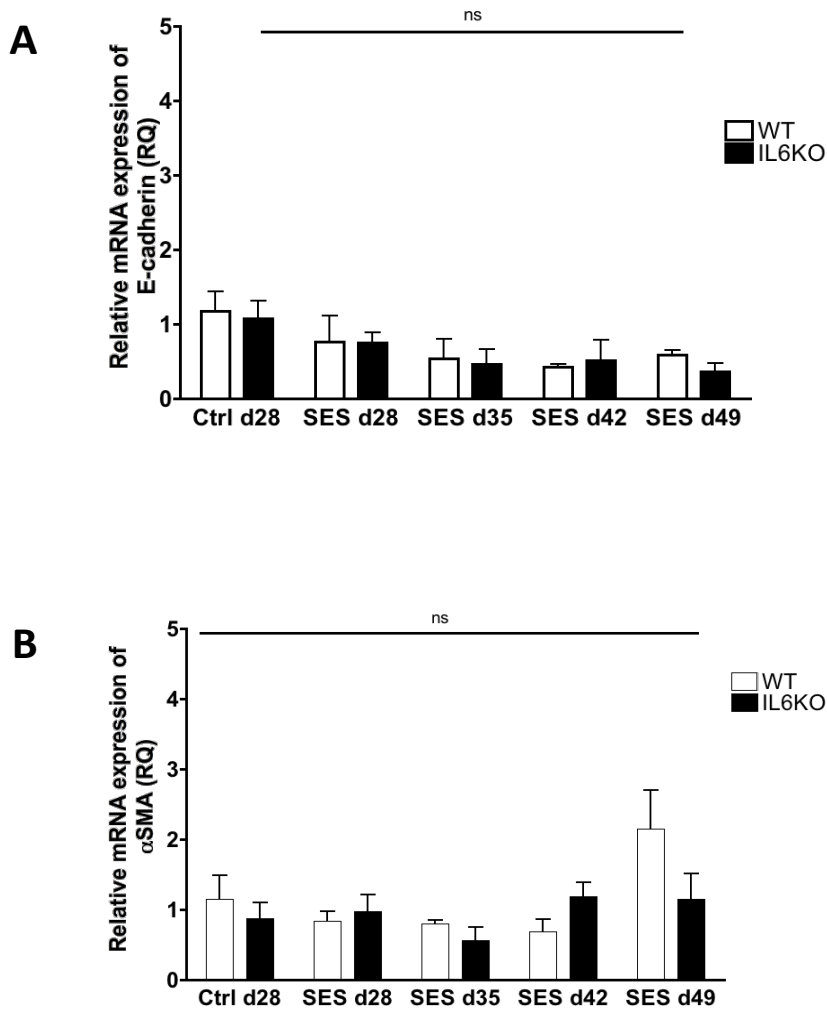 A
ns
Relative mRNA expression of
E-cadherin (RQ)
5
4
3
2
1
0
WT
IL6KO
Ctrl d28 SES d28 SES d35 SES d42 SES d49
B
ns
Relative mRNA expression of
αSMA (RQ)
5
4
3
2
1
0
WT
IL6KO
Ctrl d28 SES d28 SES d35 SES d42 SES d49